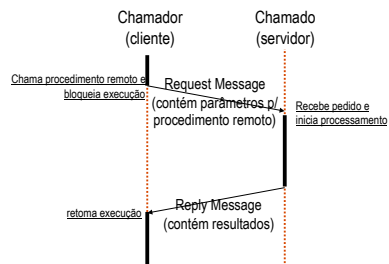 Chamador
(cliente)
Chamado
(servidor)
Chama procedimento remoto e
bloqueia execução
Request Message
(contém parâmetros p/
procedimento remoto)
Recebe pedido e
inicia processamento
Reply Message
(contém resultados)
retoma execução